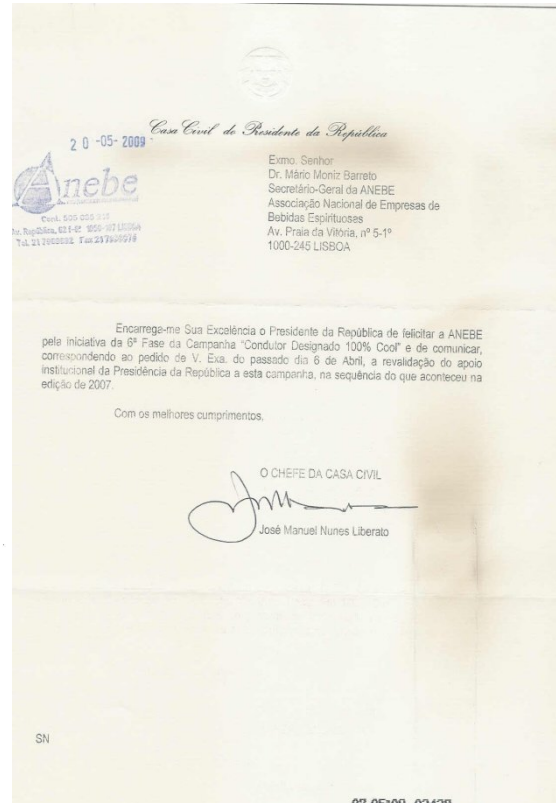 Casa Civil do Presidente da República
20-05-2009
Anebe
Exmo. Senhor
Dr. Mário Moniz Barreto
Secretário-Geral da ANEBE
Associação Nacional de Empresas de
Bebidas Espirituosas
Av. Praia da Vitória, nº 5-1º
1000-245 LISBOA
Encarrega-me Sua Excelência o Presidente da República de felicitar a ANEBE
pela iniciativa da 6ª Fase da Campanha "Condutor Designado 100% Cool" e de comunicar,
correspondendo ao pedido de V. Exa. do passado dia 6 de Abril, a revalidação do apoio
institucional da Presidência da República a esta campanha, na sequência do que aconteceu na
edição de 2007.
Com os melhores cumprimentos,
O CHEFE DA CASA CIVIL
José Manuel Nunes Liberato
SN